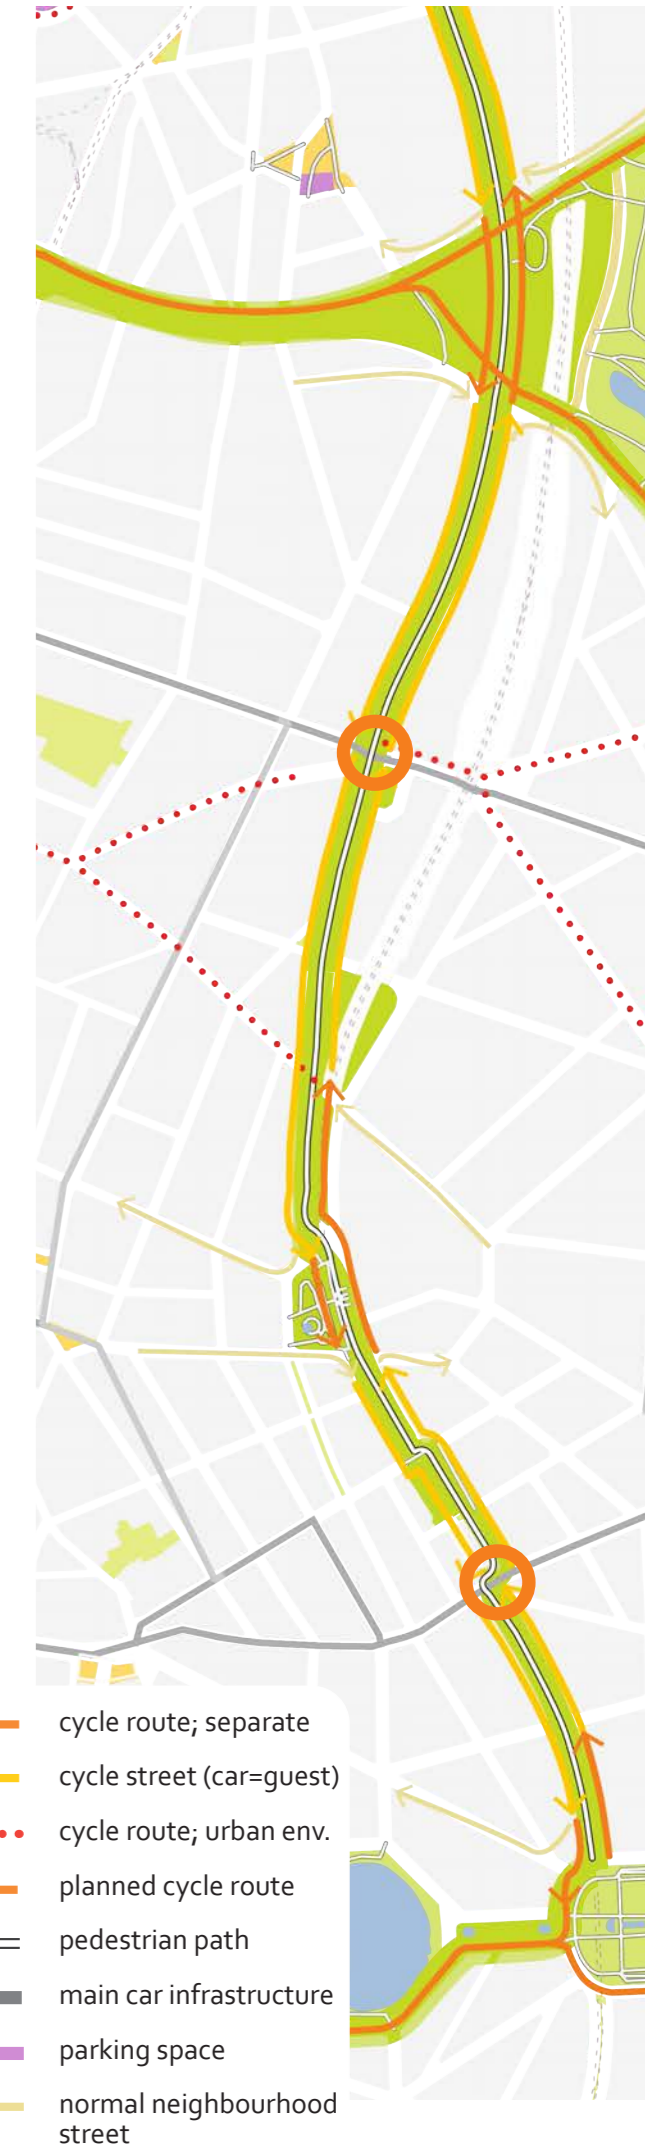 cycle route; separate
cycle street (car=guest)
cycle route; urban env.
planned cycle route
pedestrian path
main car infrastructure
parking space
normal neighbourhood
street